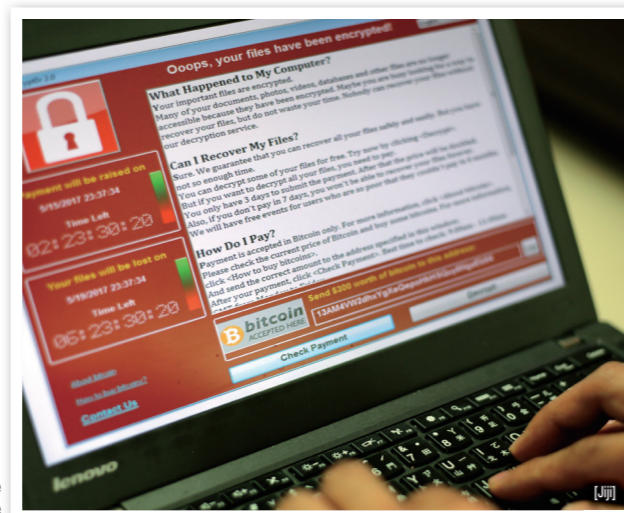 Ooops, your files have been encrypted!
What Happened to My Computer?
Your important files are encrypted.
Many of your documents, photos, videos, databases and other files are no longer
accessible because they have been encrypted. Maybe you are busy looking for a way to
recover your files, but do not waste your time. Nobody can recover your files without
our decryption service.
Can I Recover My Files?
Sure. We guarantee that you can recover all your files safely and easily. But you have
not so enough time.
You can decrypt some of your files for free. Try now by clicking <Decrypt>.
But if you want to decrypt all your files, you need to pay.
You only have 3 days to submit the payment. After that the price will be doubled.
Also, if you don't pay in 7 days, you won't be able to recover your files forever.
We will have free events for users who are so poor that they couldn't pay in 6 months.
How Do I Pay?
Payment is accepted in Bitcoin only. For more information, click <About bitcoin>.
Please check the current price of Bitcoin and buy some bitcoins. For more information,
click <How to buy bitcoins>.
And send the correct amount to the address specified in this window.
After your payment, click <Check Payment>. Best time to check: 9:00am - 11:00am
Payment will be raised on
5/15/2017 23:37:34
Time Left
02:23:30:20
Your files will be lost on
5/19/2017 23:37:34
Time Left
06:23:30:20
About bitcoin
How to buy bitcoins?
Contact Us
bitcoin
ACCEPTED HERE
Send $300 worth of bitcoin to this address:
Check Payment
Decrypt
lenovo
[Jiji]